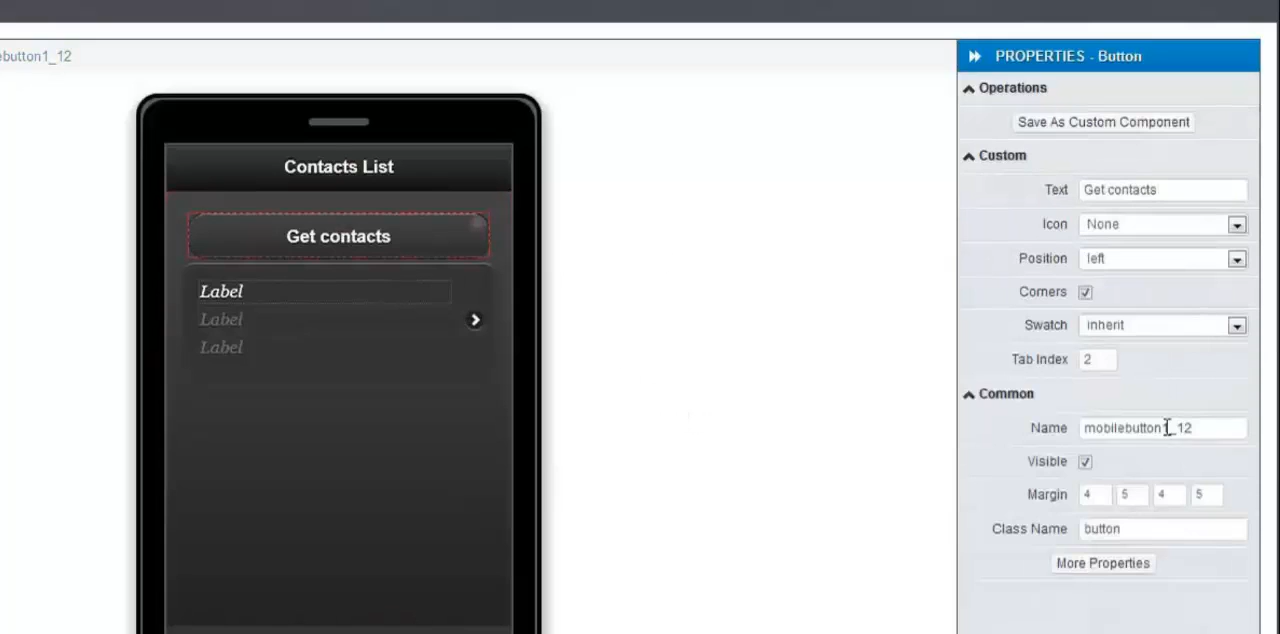 ebutton1_12
PROPERTIES - Button
Operations
Save As Custom Component
Custom
Text Get contacts
Icon None
Position left
Corners
Swatch inherit
Tab Index 2
Common
Name mobilebutton1_12
Visible
Margin 4 5 4 5
Class Name button
More Properties
Contacts List
Get contacts
Label
Label
Label